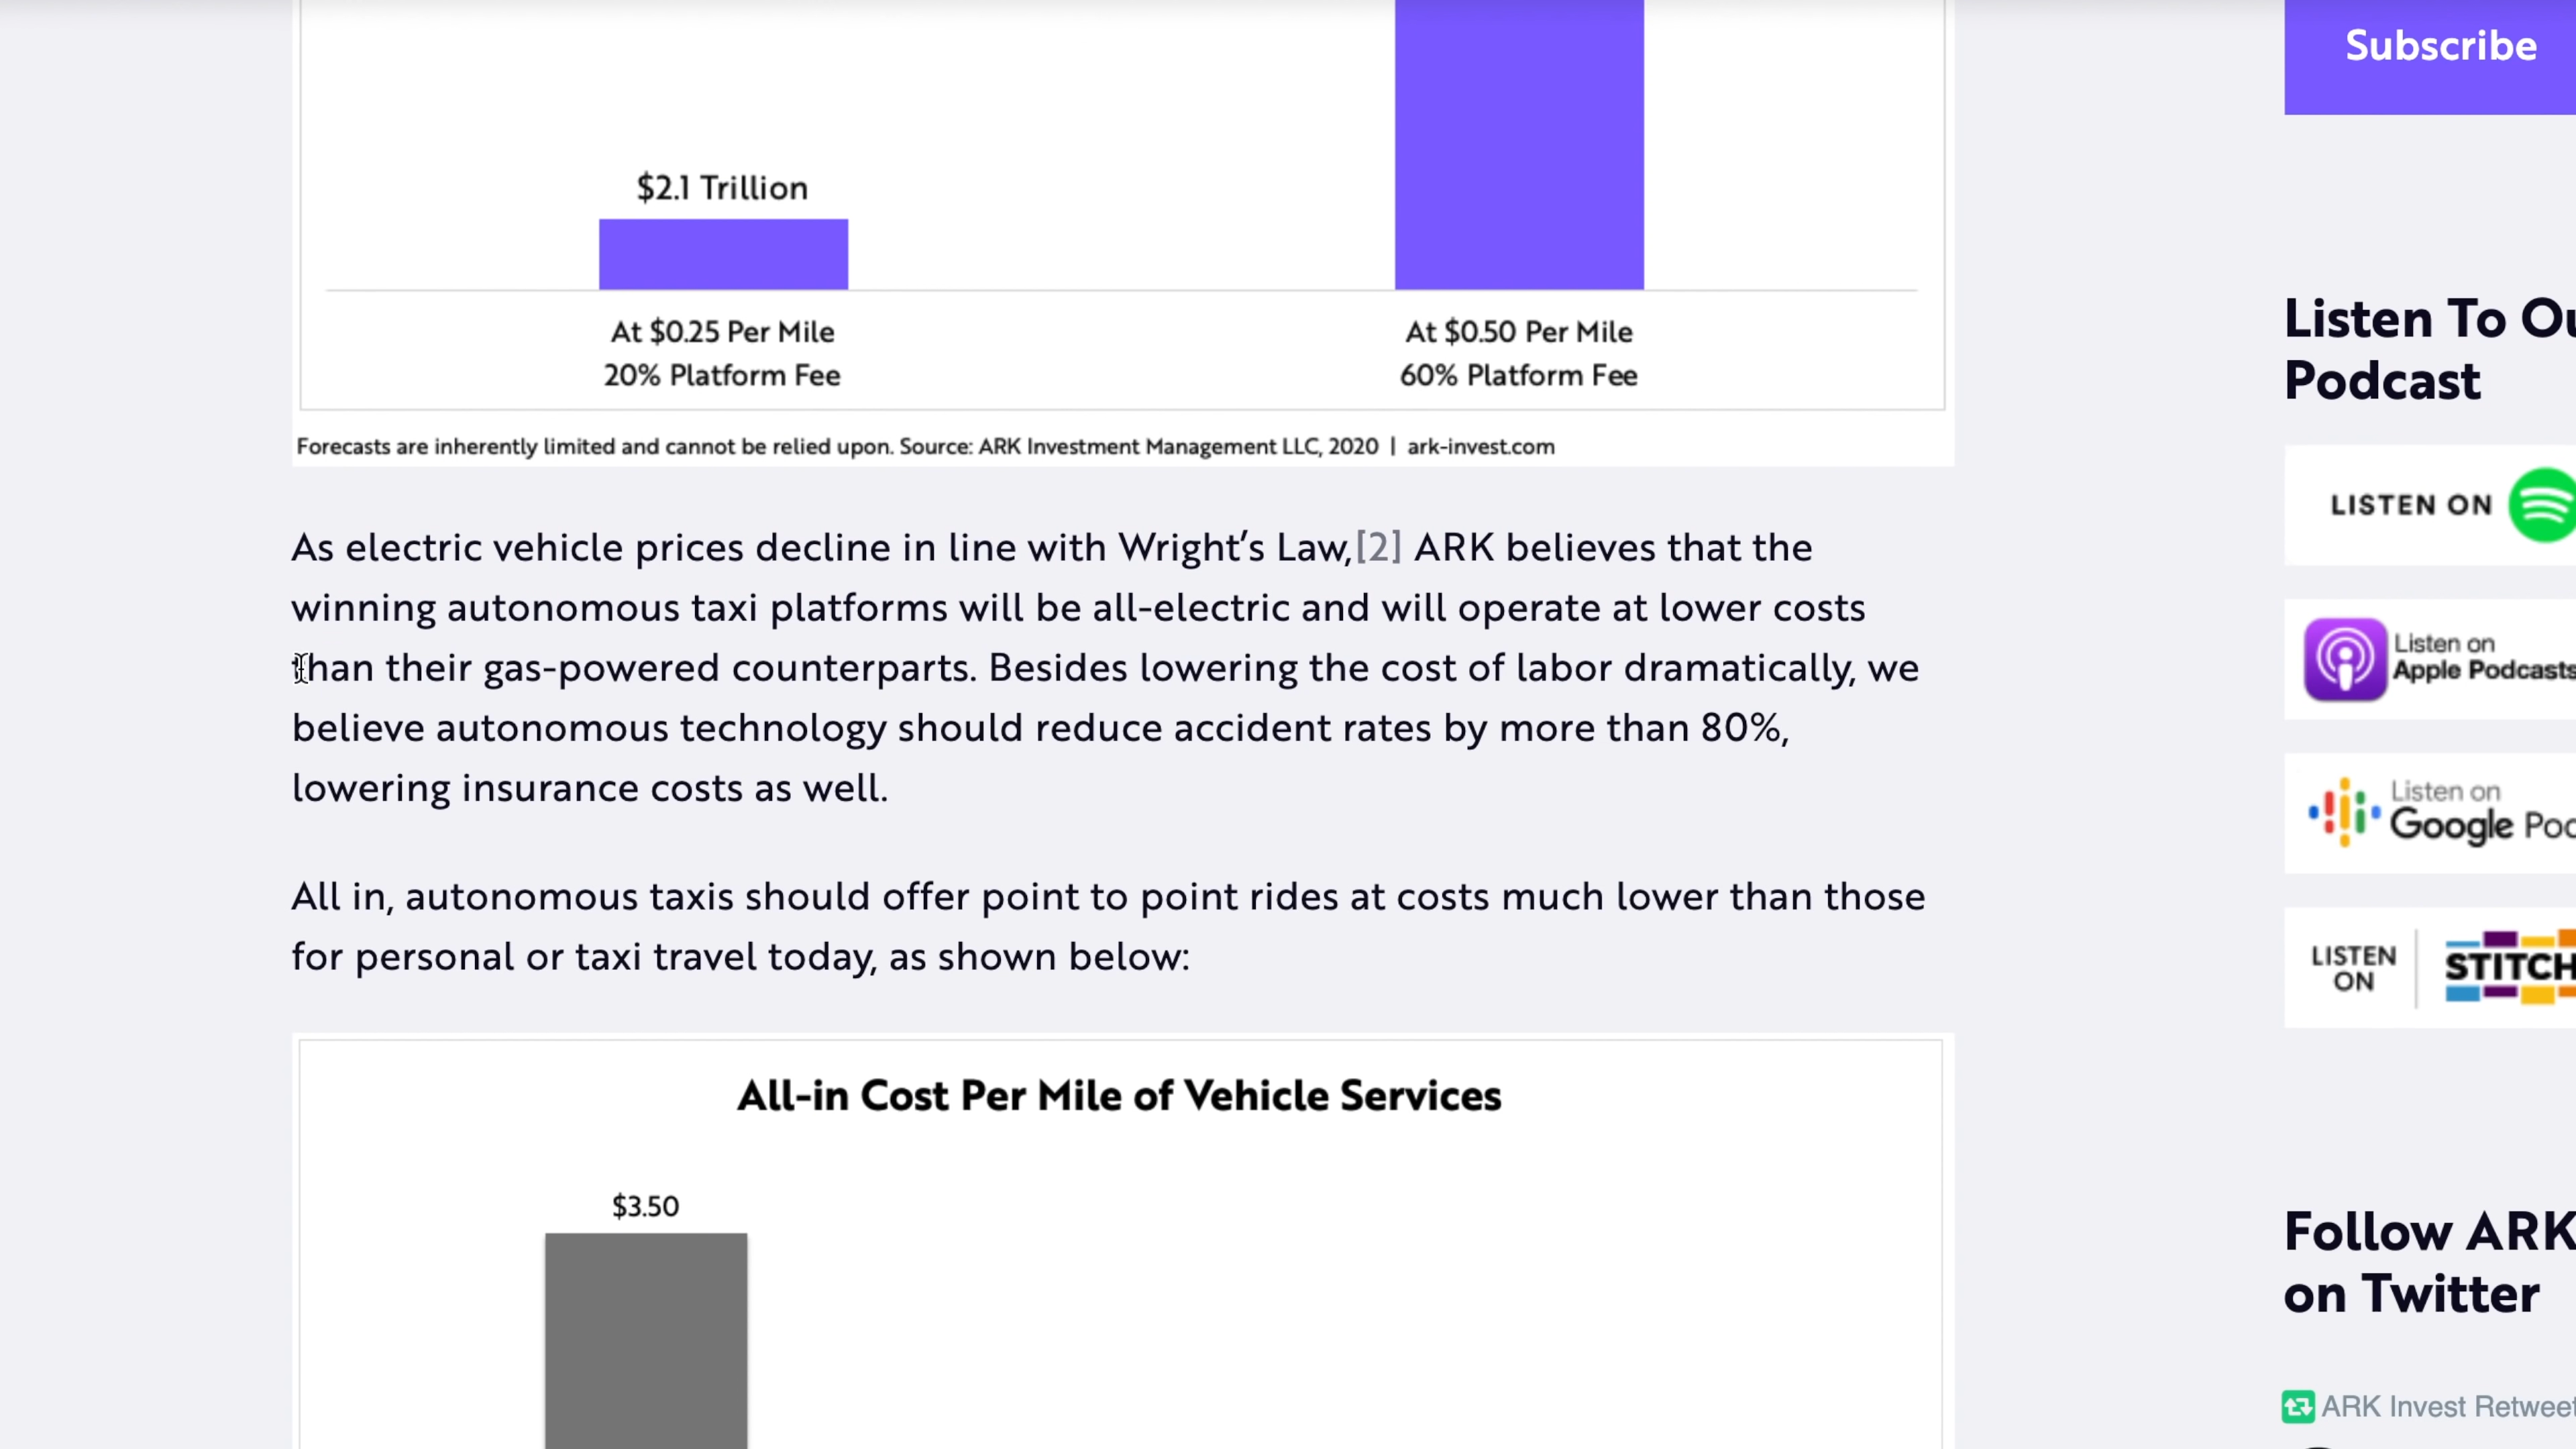 $2.1 Trillion
At $0.25 Per Mile
20% Platform Fee
At $0.50 Per Mile
60% Platform Fee
Forecasts are inherently limited and cannot be relied upon. Source: ARK Investment Management LLC, 2020 | ark-invest.com
As electric vehicle prices decline in line with Wright’s Law,[2] ARK believes that the
winning autonomous taxi platforms will be all-electric and will operate at lower costs
than their gas-powered counterparts. Besides lowering the cost of labor dramatically, we
believe autonomous technology should reduce accident rates by more than 80%,
lowering insurance costs as well.
All in, autonomous taxis should offer point to point rides at costs much lower than those
for personal or taxi travel today, as shown below:
All-in Cost Per Mile of Vehicle Services
$3.50
Subscribe
Listen To Ou
Podcast
LISTEN ON
Listen on
Apple Podcasts
Listen on
Google Poc
LISTEN
ON
STITCH
Follow ARK
on Twitter
ARK Invest Retweet